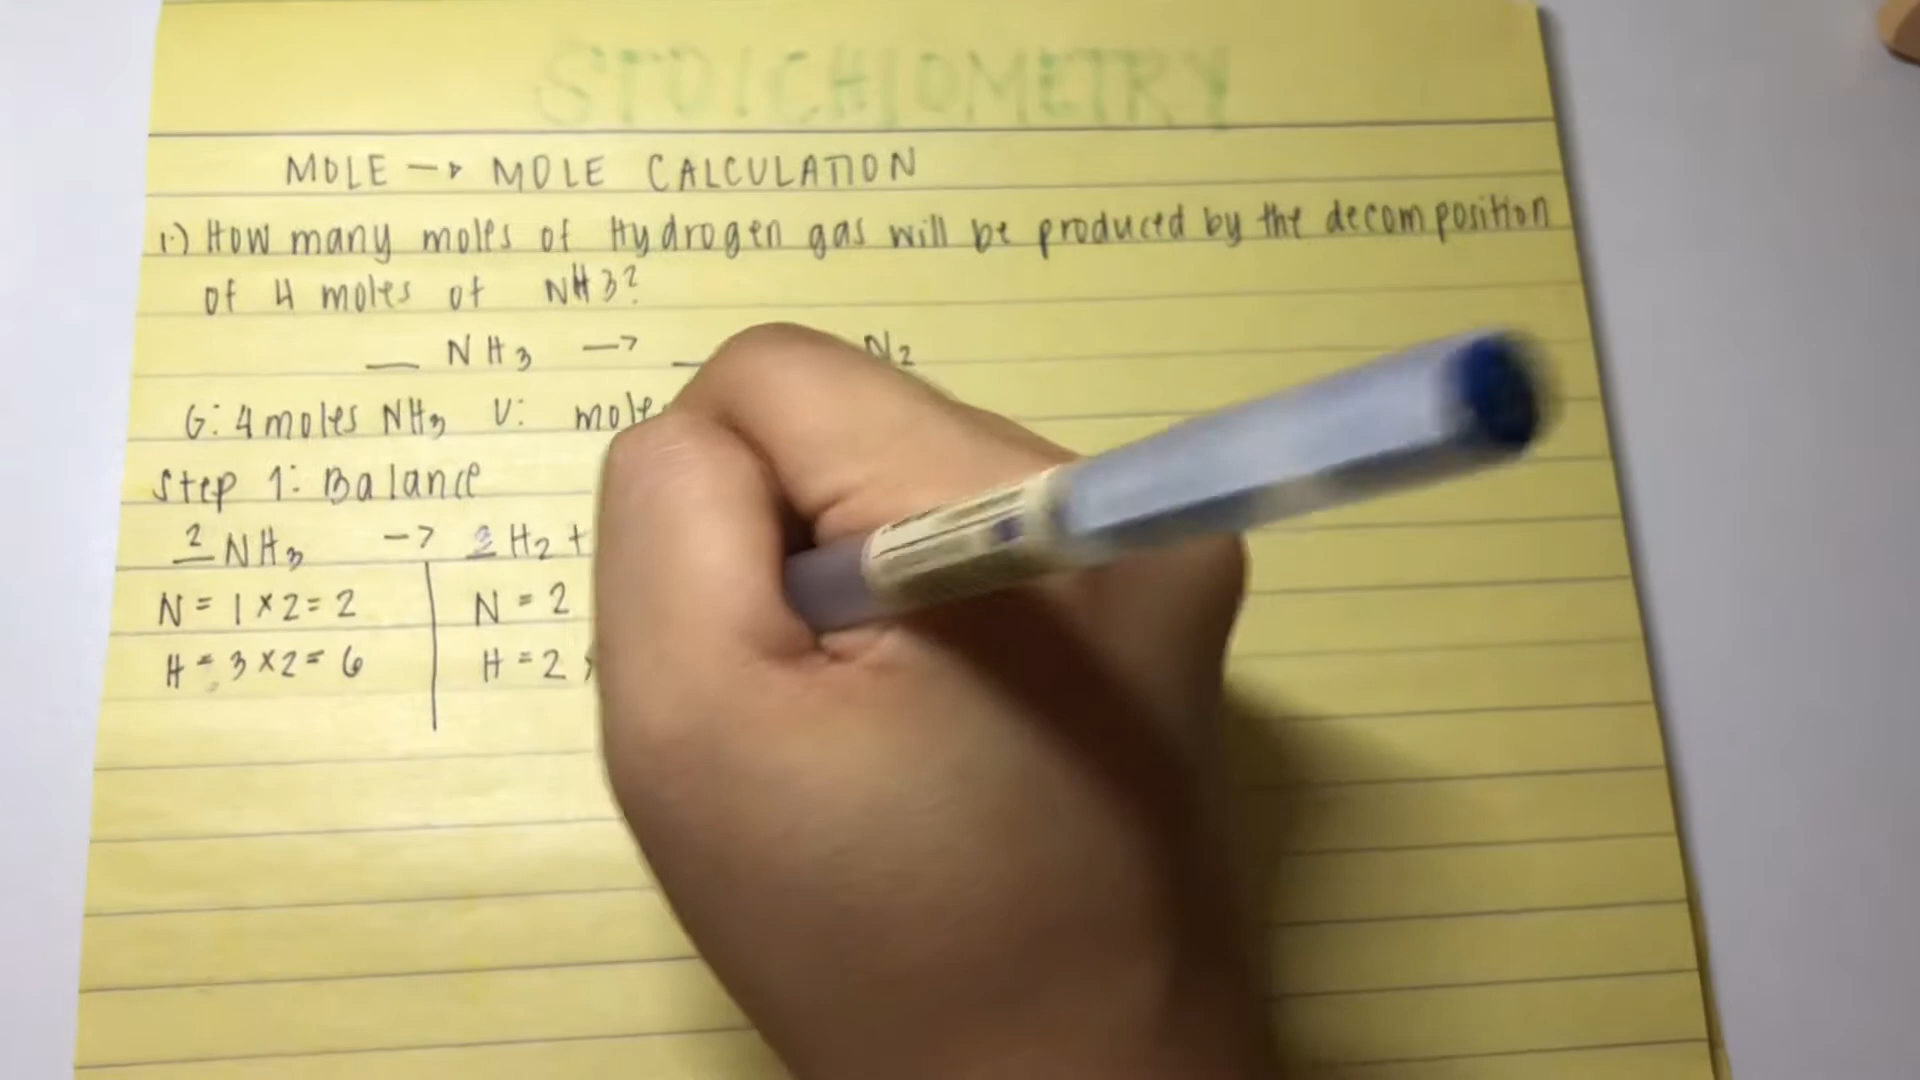 STOICHIOMETRY
MOLE → MOLE CALCULATION
1.) How many moles of Hydrogen gas will be produced by the decomposition
of 4 moles of NH3?
__ NH₃ → __ N₂
G: 4 moles NH₃ U: mole
Step 1: Balance
2 NH₃ → 3 H₂ +
N = 1 x 2 = 2 N = 2
H = 3 x 2 = 6 H = 2